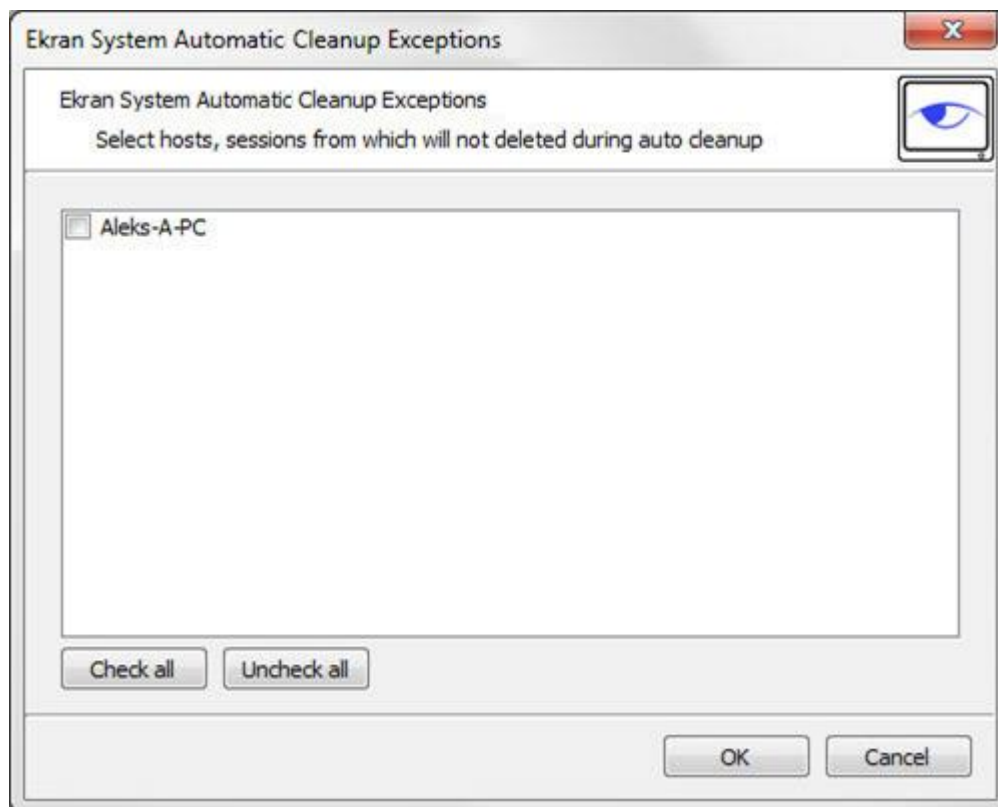 Ekran System Automatic Cleanup Exceptions
Ekran System Automatic Cleanup Exceptions
Select hosts, sessions from which will not deleted during auto cleanup
Aleks-A-PC
Check all Uncheck all
OK Cancel